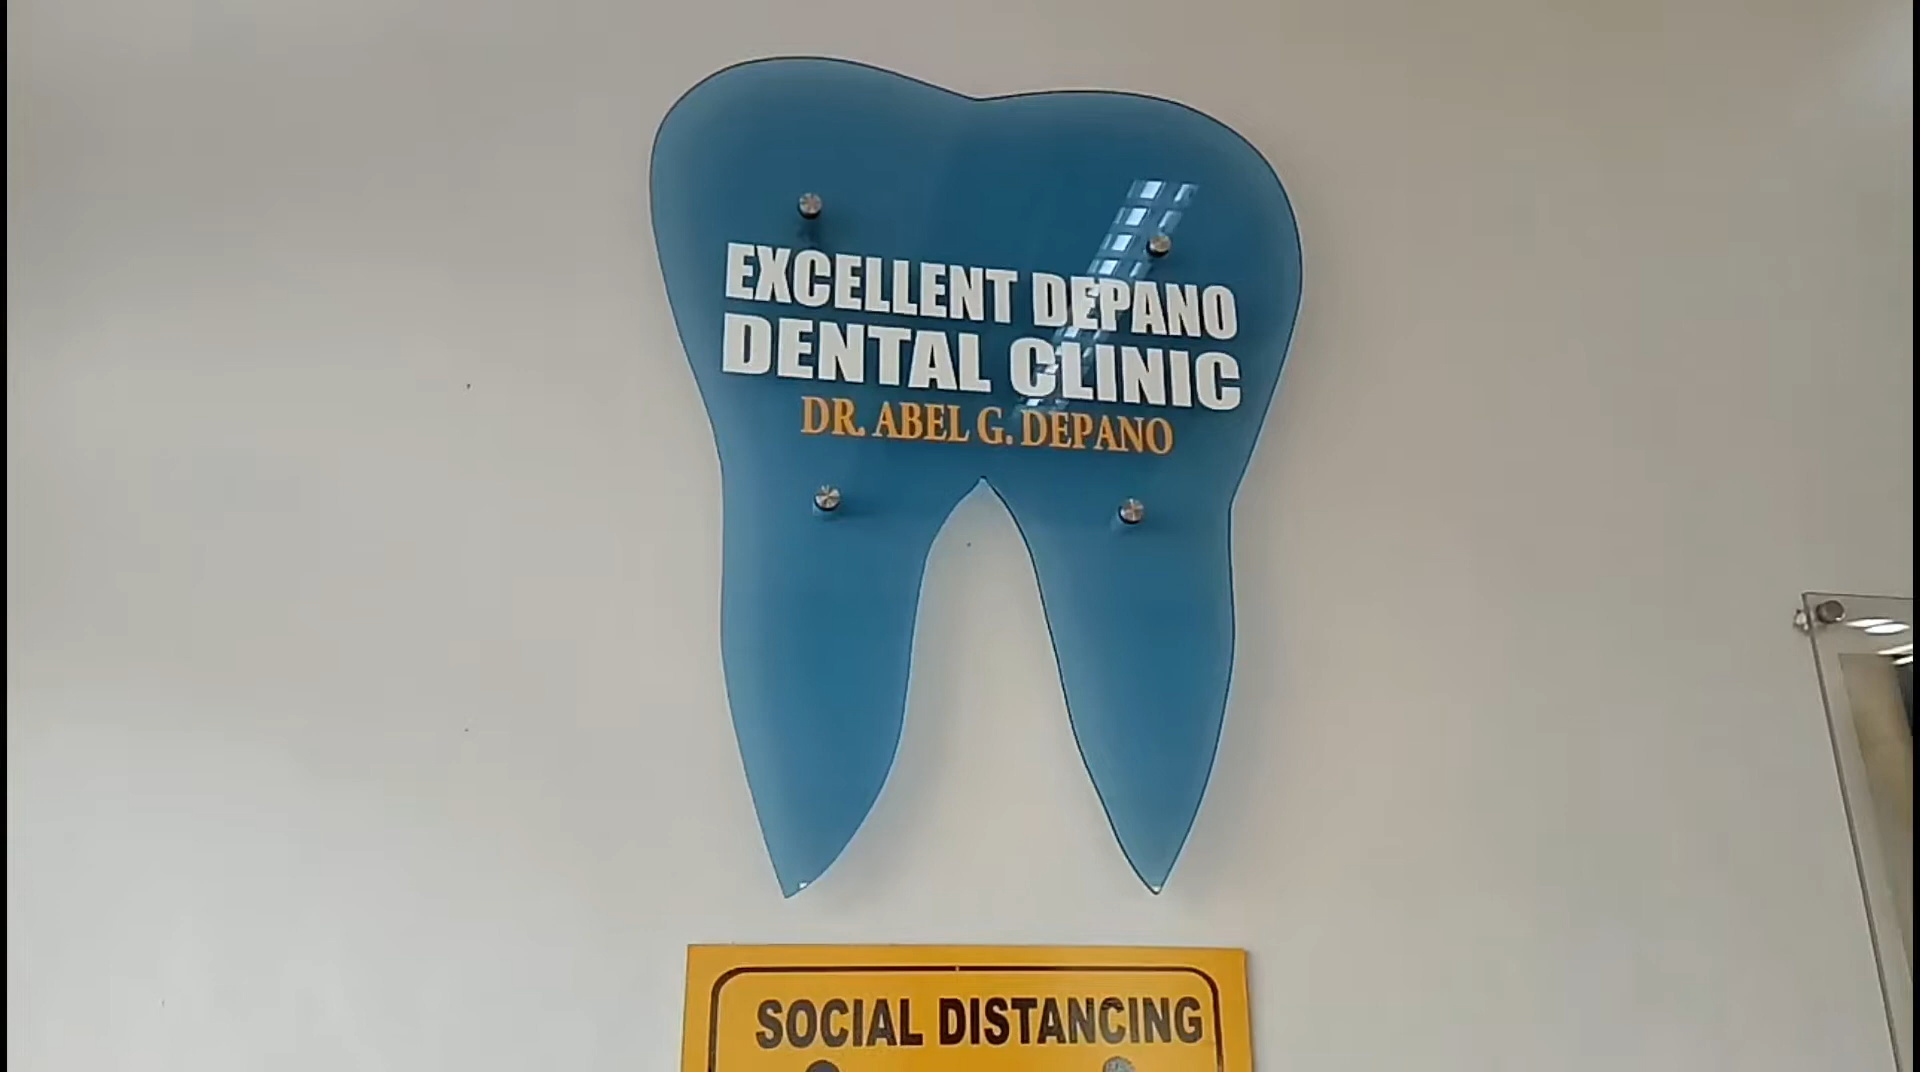 EXCELLENT DEPANO
DENTAL CLINIC
DR. ABEL G. DEPANO
SOCIAL DISTANCING